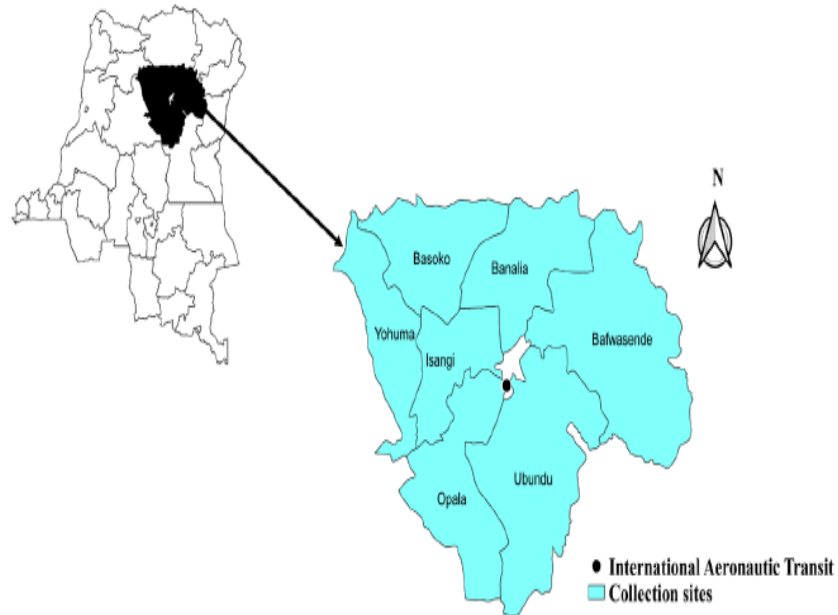 N
Basoko
Banalia
Yohuma
Isangi
Bafwasende
Opala
Ubundu
International Aeronautic Transit
Collection sites